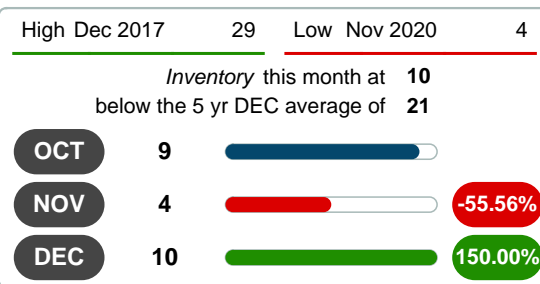 High Dec 2017 29 Low Nov 2020 4
Inventory this month at 10
below the 5 yr DEC average of 21
OCT 9
NOV 4 -55.56%
DEC 10 150.00%